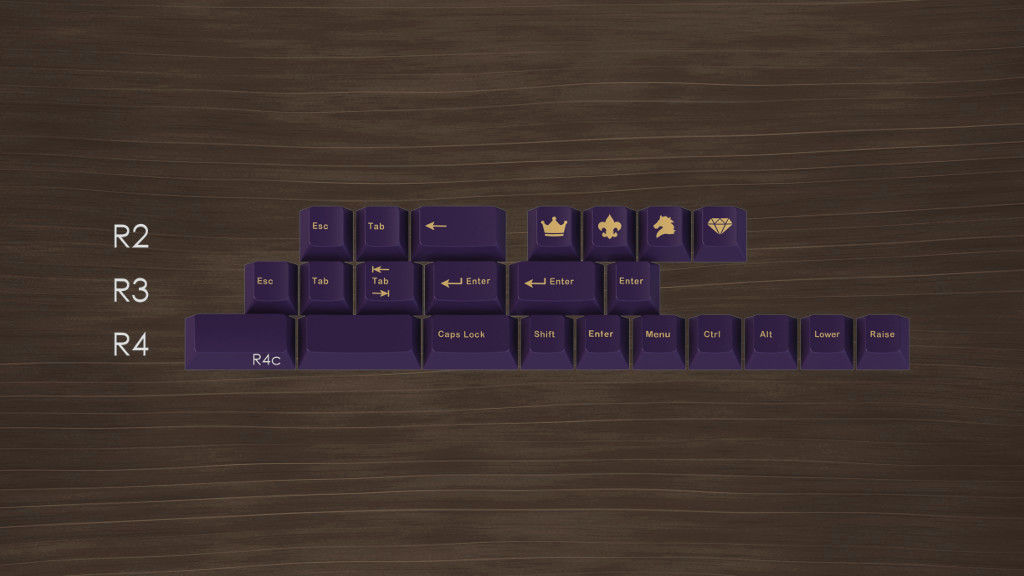 R2 Esc Tab
R3 Esc Tab Tab Enter Enter Enter
R4 R4c Caps Lock Shift Enter Menu Ctrl Alt Lower Raise